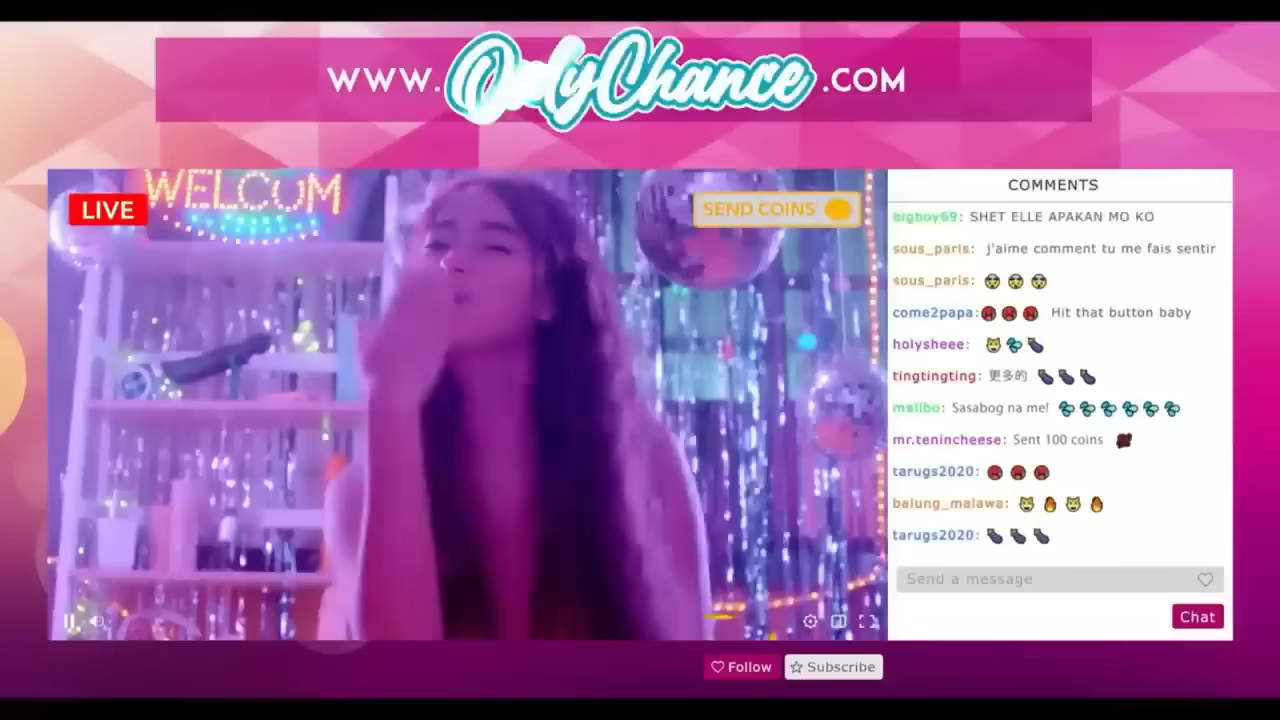 WWW.OnlyChance.COM
WELCOM
LIVE
SEND COINS
COMMENTS
bigboy69: SHET ELLE APAKAN MO KO
sous_paris: j'aime comment tu me fais sentir
sous_paris:
come2papa: Hit that button baby
holysheee:
tingtingting: 更多的
malibo: Sasabog na me!
mr.tenincheese: Sent 100 coins
tarugs2020:
balung_malawa:
tarugs2020:
Send a message
Chat
Follow
Subscribe